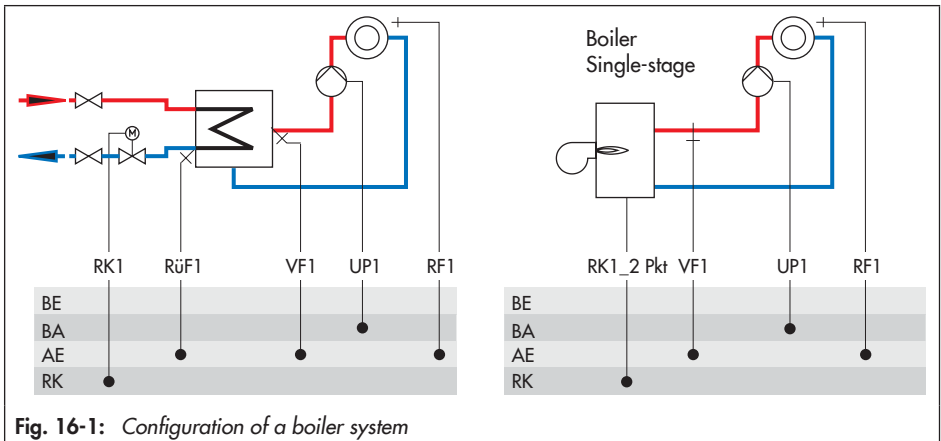 Boiler
Single-stage
M
RK1 RüF1 VF1 UP1 RF1
BE
BA
AE
RK
RK1_2 Pkt VF1 UP1 RF1
BE
BA
AE
RK
Fig. 16-1: Configuration of a boiler system